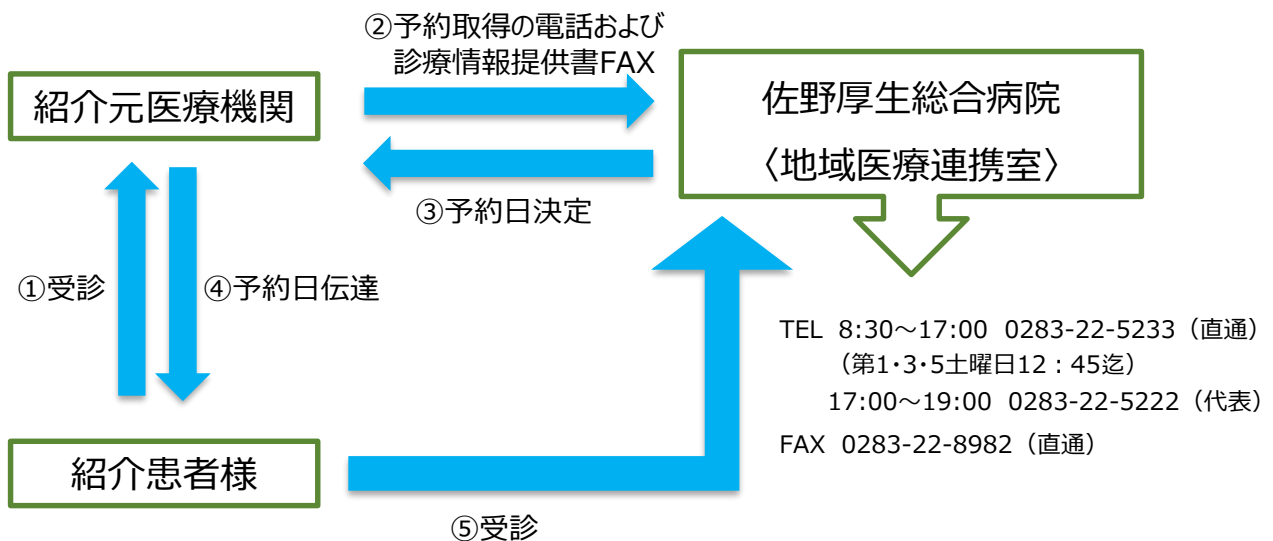 ②予約取得の電話および
診療情報提供書FAX
紹介元医療機関
佐野厚生総合病院
〈地域医療連携室〉
③予約日決定
①受診
④予約日伝達
TEL 8:30～17:00 0283-22-5233（直通）
（第1･3･5土曜日12：45迄）
17:00～19:00 0283-22-5222（代表）
FAX 0283-22-8982（直通）
紹介患者様
⑤受診